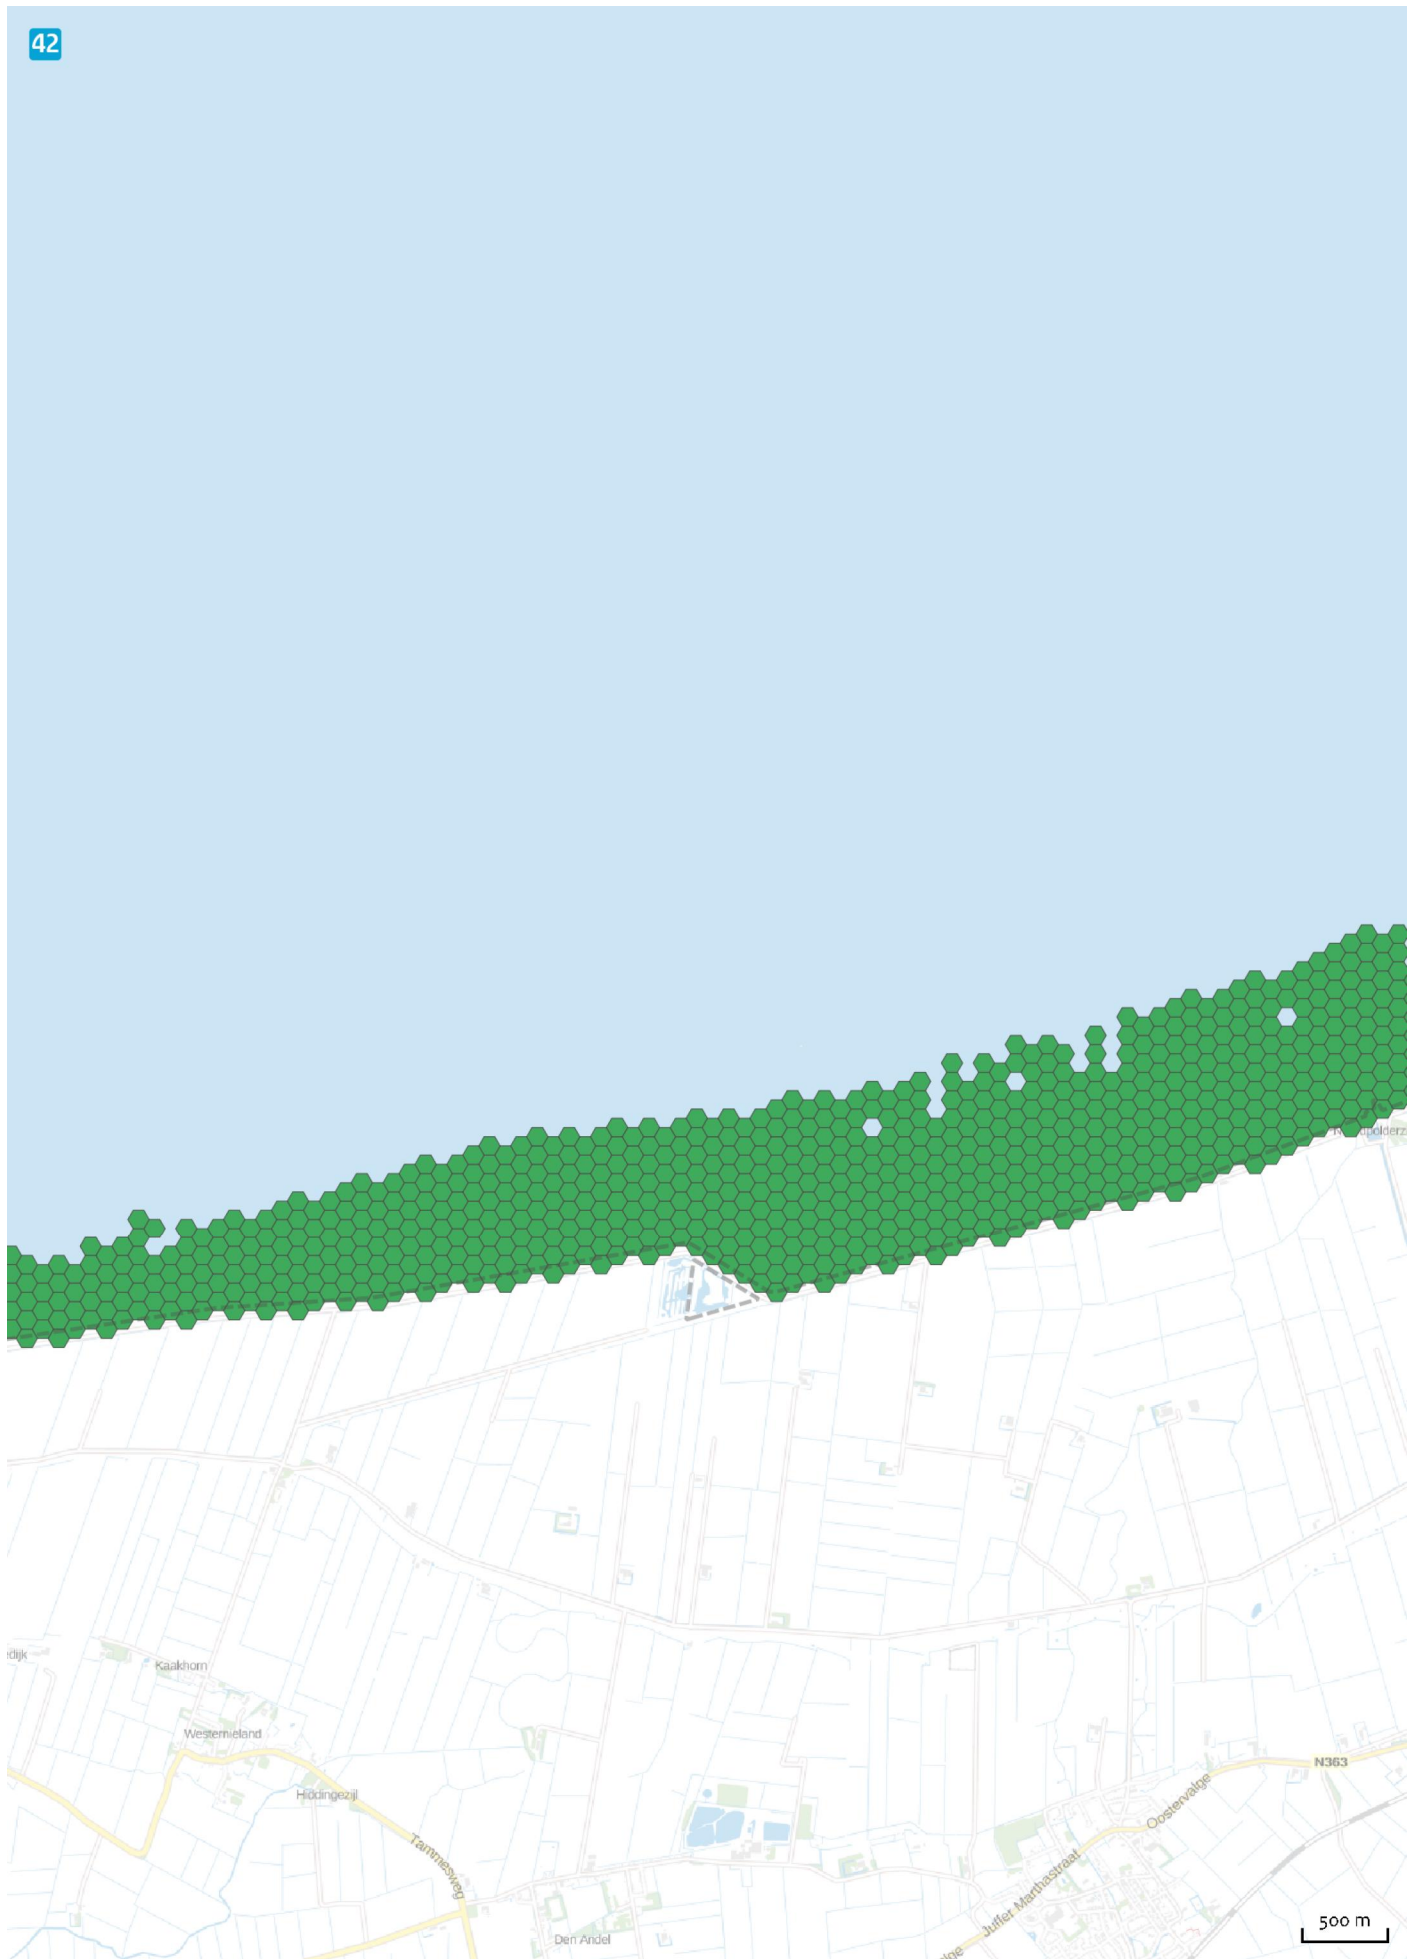 42
Kaakhorn
Westernieland
Hiddingezijl
Tammesweg
Den Andel
Juffer Marthastraat
Oostervalge
N363
500 m